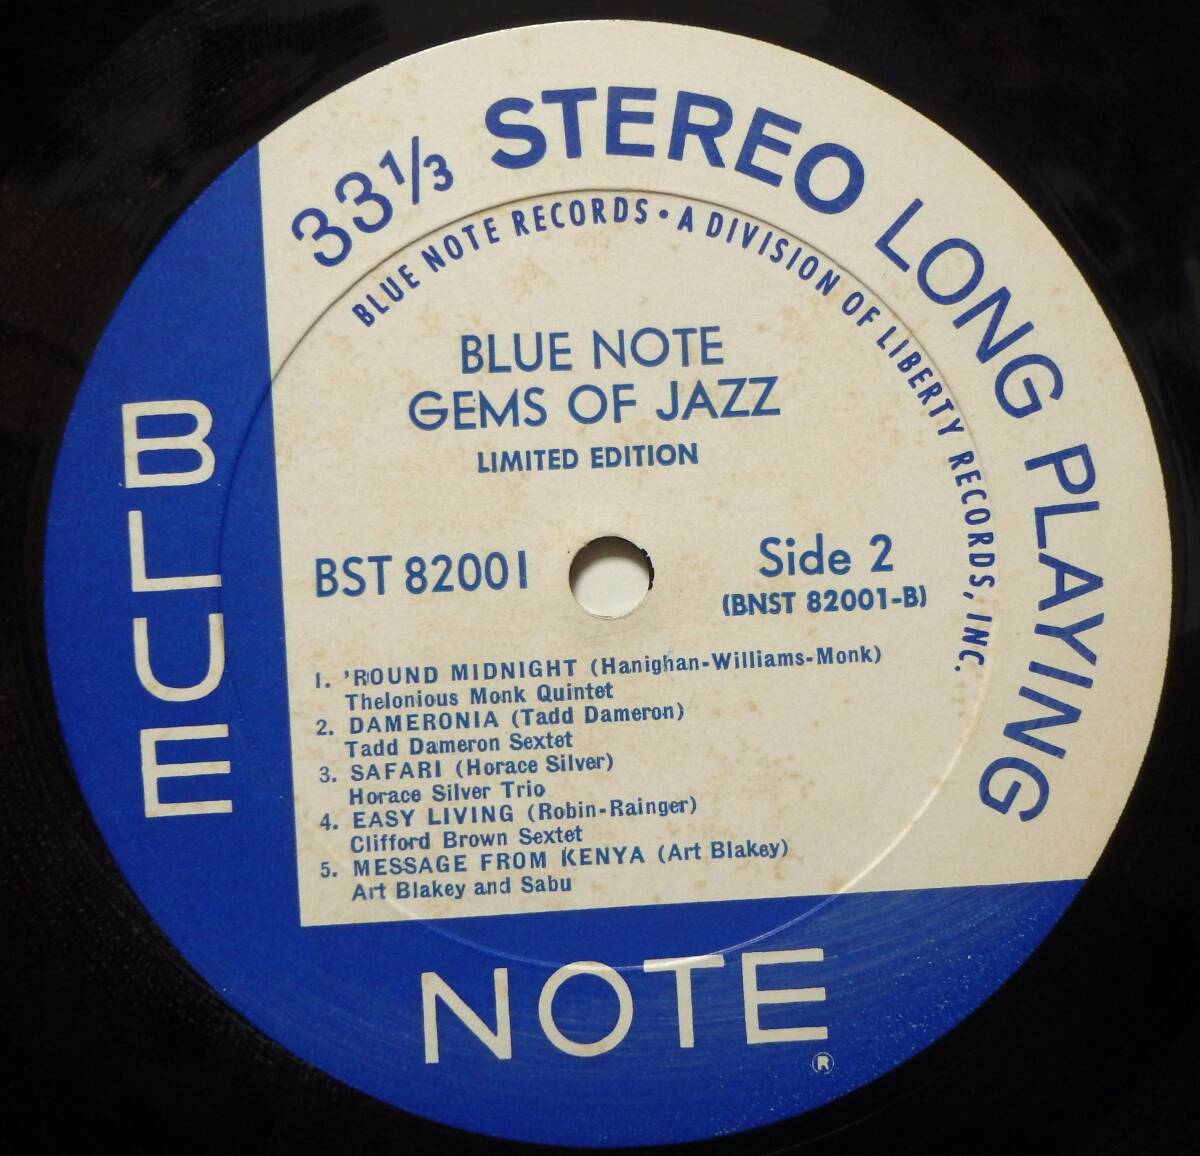 33 1/3 STEREO LONG PLAYING
BLUE NOTE RECORDS • A DIVISION OF LIBERTY RECORDS, INC.
BLUE NOTE
GEMS OF JAZZ
LIMITED EDITION
BST 82001
Side 2
(BNST 82001-B)
1. 'ROUND MIDNIGHT (Hanighan-Williams-Monk)
Thelonious Monk Quintet
2. DAMERONIA (Tadd Dameron)
Tadd Dameron Sextet
3. SAFARI (Horace Silver)
Horace Silver Trio
4. EASY LIVING (Robin-Rainger)
Clifford Brown Sextet
5. MESSAGE FROM KENYA (Art Blakey)
Art Blakey and Sabu
BLUE
NOTE
®